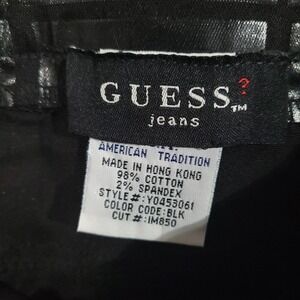 GUESS?
TM
jeans
AMERICAN TRADITION
MADE IN HONG KONG
98% COTTON
2% SPANDEX
STYLE#:Y0453061
COLOR CODE:BLK
CUT#:IM850